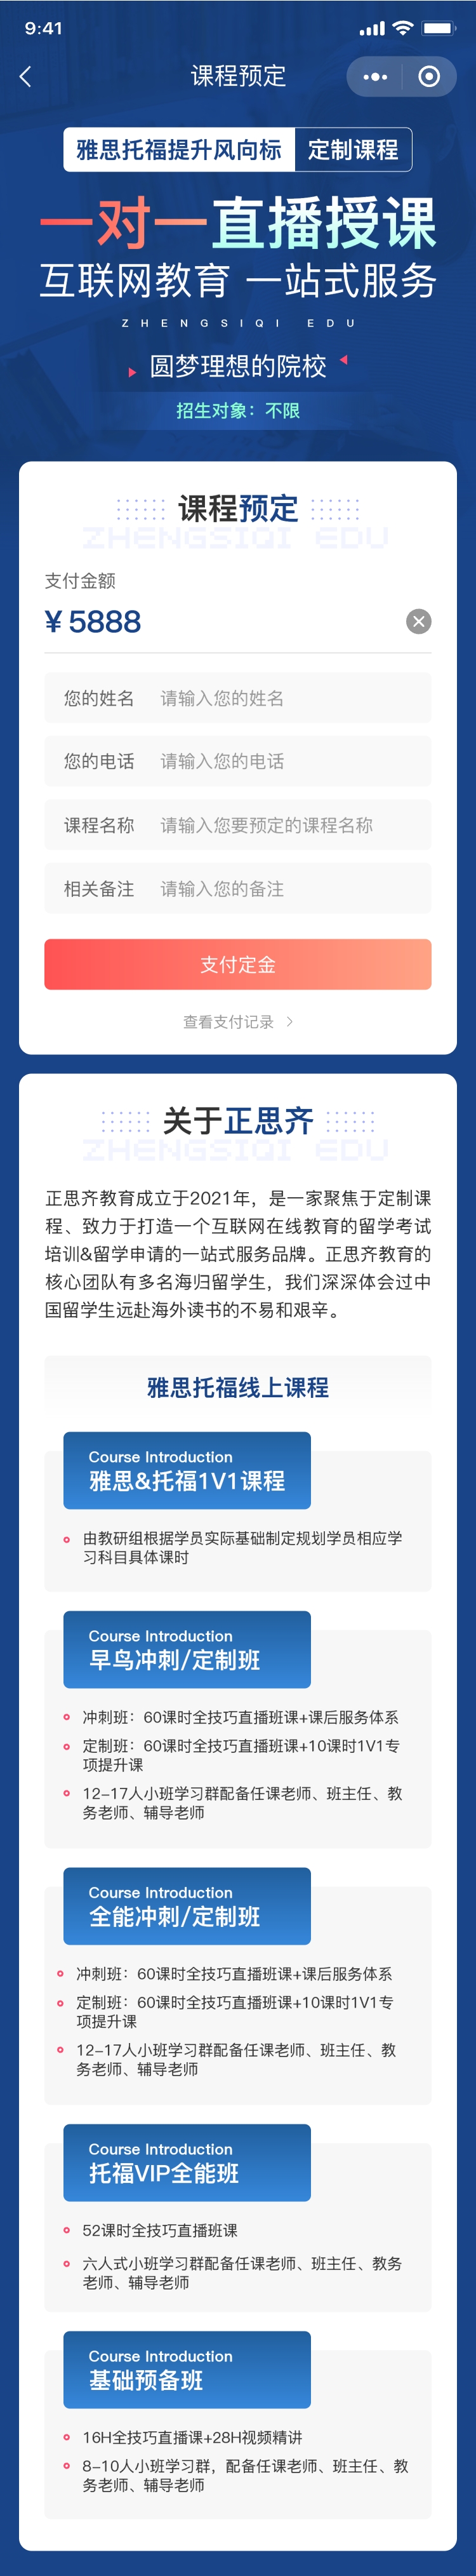 9:41
课程预定
雅思托福提升风向标 定制课程
一对一直播授课
互联网教育 一站式服务
ZHENGSIQI EDU
圆梦理想的院校
招生对象：不限
课程预定
ZHENGSIQI EDU
支付金额
¥ 5888
您的姓名 请输入您的姓名
您的电话 请输入您的电话
课程名称 请输入您要预定的课程名称
相关备注 请输入您的备注
支付定金
查看支付记录
关于正思齐
ZHENGSIQI EDU
正思齐教育成立于2021年，是一家聚焦于定制课
程、致力于打造一个互联网在线教育的留学考试
培训&留学申请的一站式服务品牌。正思齐教育的
核心团队有多名海归留学生，我们深深体会过中
国留学生远赴海外读书的不易和艰辛。
雅思托福线上课程
Course Introduction
雅思&托福1V1课程
由教研组根据学员实际基础制定规划学员相应学
习科目具体课时
Course Introduction
早鸟冲刺/定制班
冲刺班：60课时全技巧直播班课+课后服务体系
定制班：60课时全技巧直播班课+10课时1V1专
项提升课
12-17人小班学习群配备任课老师、班主任、教
务老师、辅导老师
Course Introduction
全能冲刺/定制班
冲刺班：60课时全技巧直播班课+课后服务体系
定制班：60课时全技巧直播班课+10课时1V1专
项提升课
12-17人小班学习群配备任课老师、班主任、教
务老师、辅导老师
Course Introduction
托福VIP全能班
52课时全技巧直播班课
六人式小班学习群配备任课老师、班主任、教务
老师、辅导老师
Course Introduction
基础预备班
16H全技巧直播课+28H视频精讲
8-10人小班学习群，配备任课老师、班主任、教
务老师、辅导老师